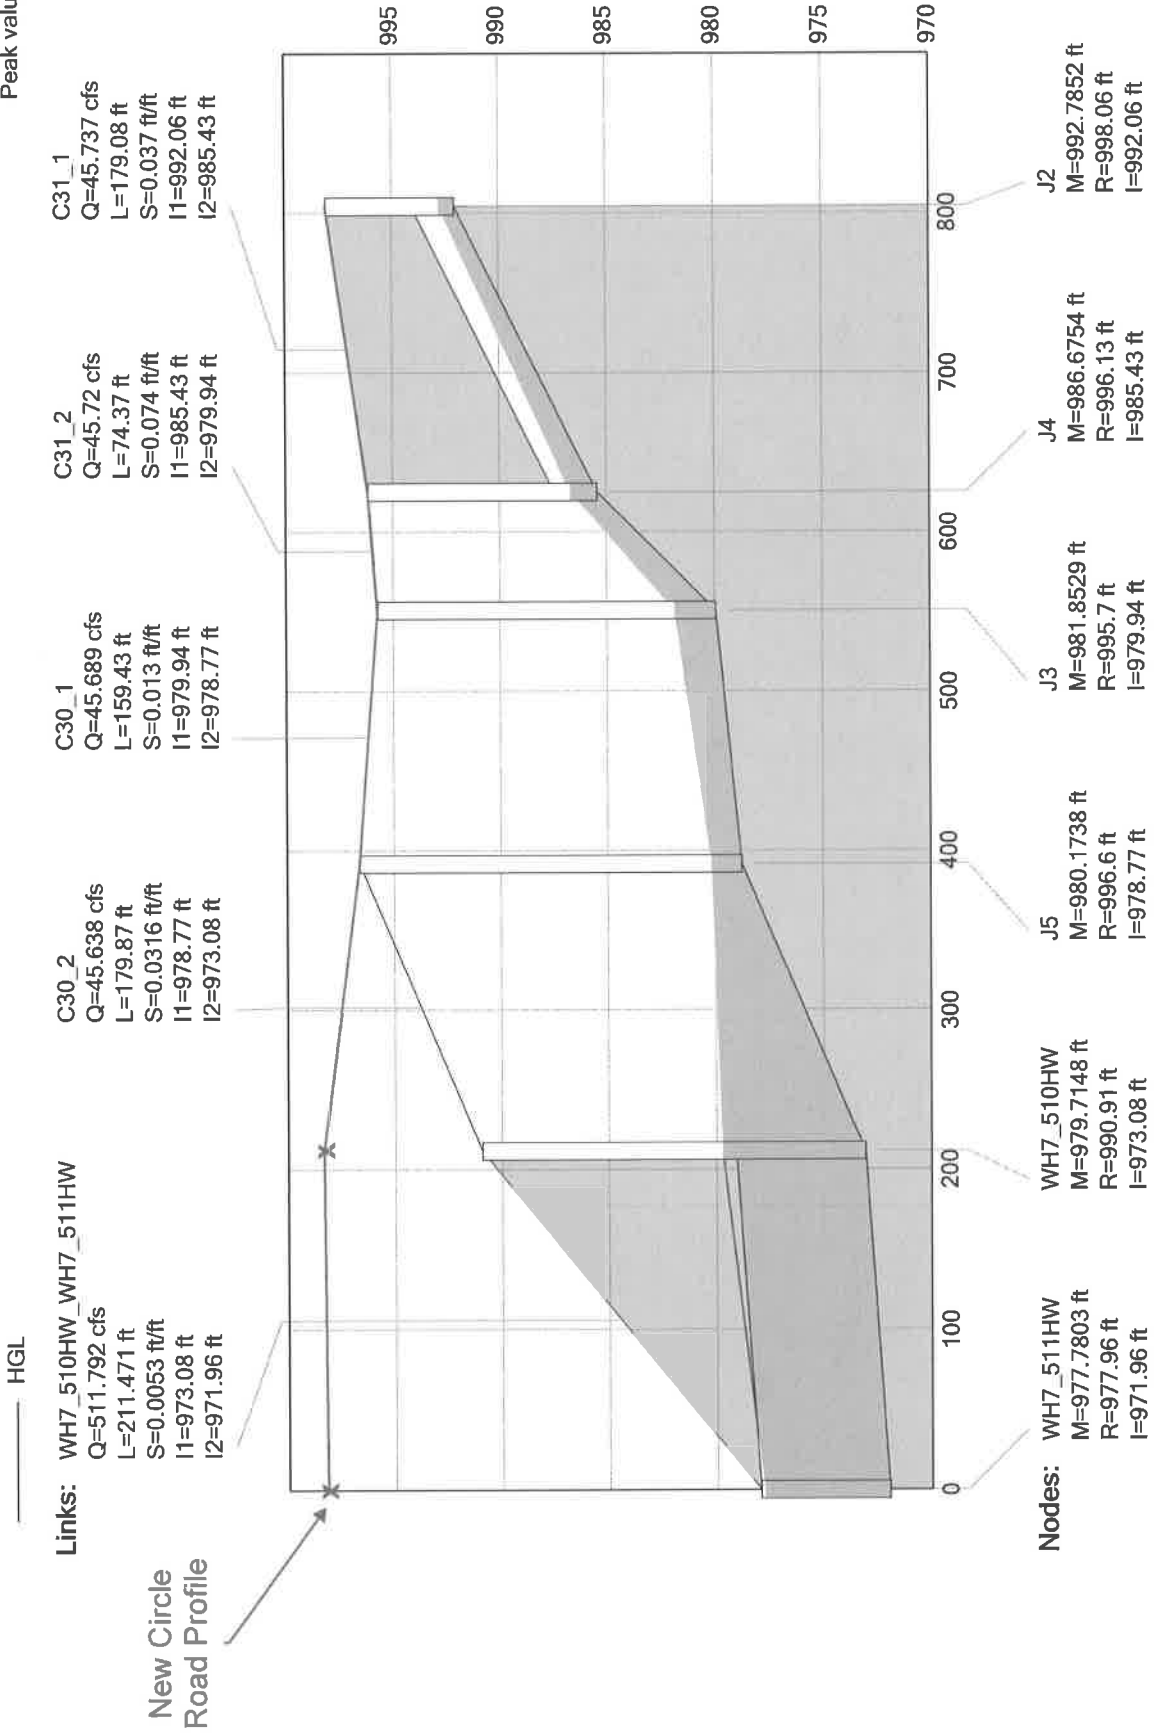 Peak valu
HGL
Links:
WH7_510HW_WH7_511HW
Q=511.792 cfs
L=211.471 ft
S=0.0053 ft/ft
I1=973.08 ft
I2=971.96 ft
C30_2
Q=45.638 cfs
L=179.87 ft
S=0.0316 ft/ft
I1=978.77 ft
I2=973.08 ft
C30_1
Q=45.689 cfs
L=159.43 ft
S=0.013 ft/ft
I1=979.94 ft
I2=978.77 ft
C31_2
Q=45.72 cfs
L=74.37 ft
S=0.074 ft/ft
I1=985.43 ft
I2=979.94 ft
C31_1
Q=45.737 cfs
L=179.08 ft
S=0.037 ft/ft
I1=992.06 ft
I2=985.43 ft
New Circle
Road Profile
995
990
985
980
975
970
0
100
200
300
400
500
600
700
800
Nodes:
WH7_511HW
M=977.7803 ft
R=977.96 ft
I=971.96 ft
WH7_510HW
M=979.7148 ft
R=990.91 ft
I=973.08 ft
J5
M=980.1738 ft
R=996.6 ft
I=978.77 ft
J3
M=981.8529 ft
R=995.7 ft
I=979.94 ft
J4
M=986.6754 ft
R=996.13 ft
I=985.43 ft
J2
M=992.7852 ft
R=998.06 ft
I=992.06 ft